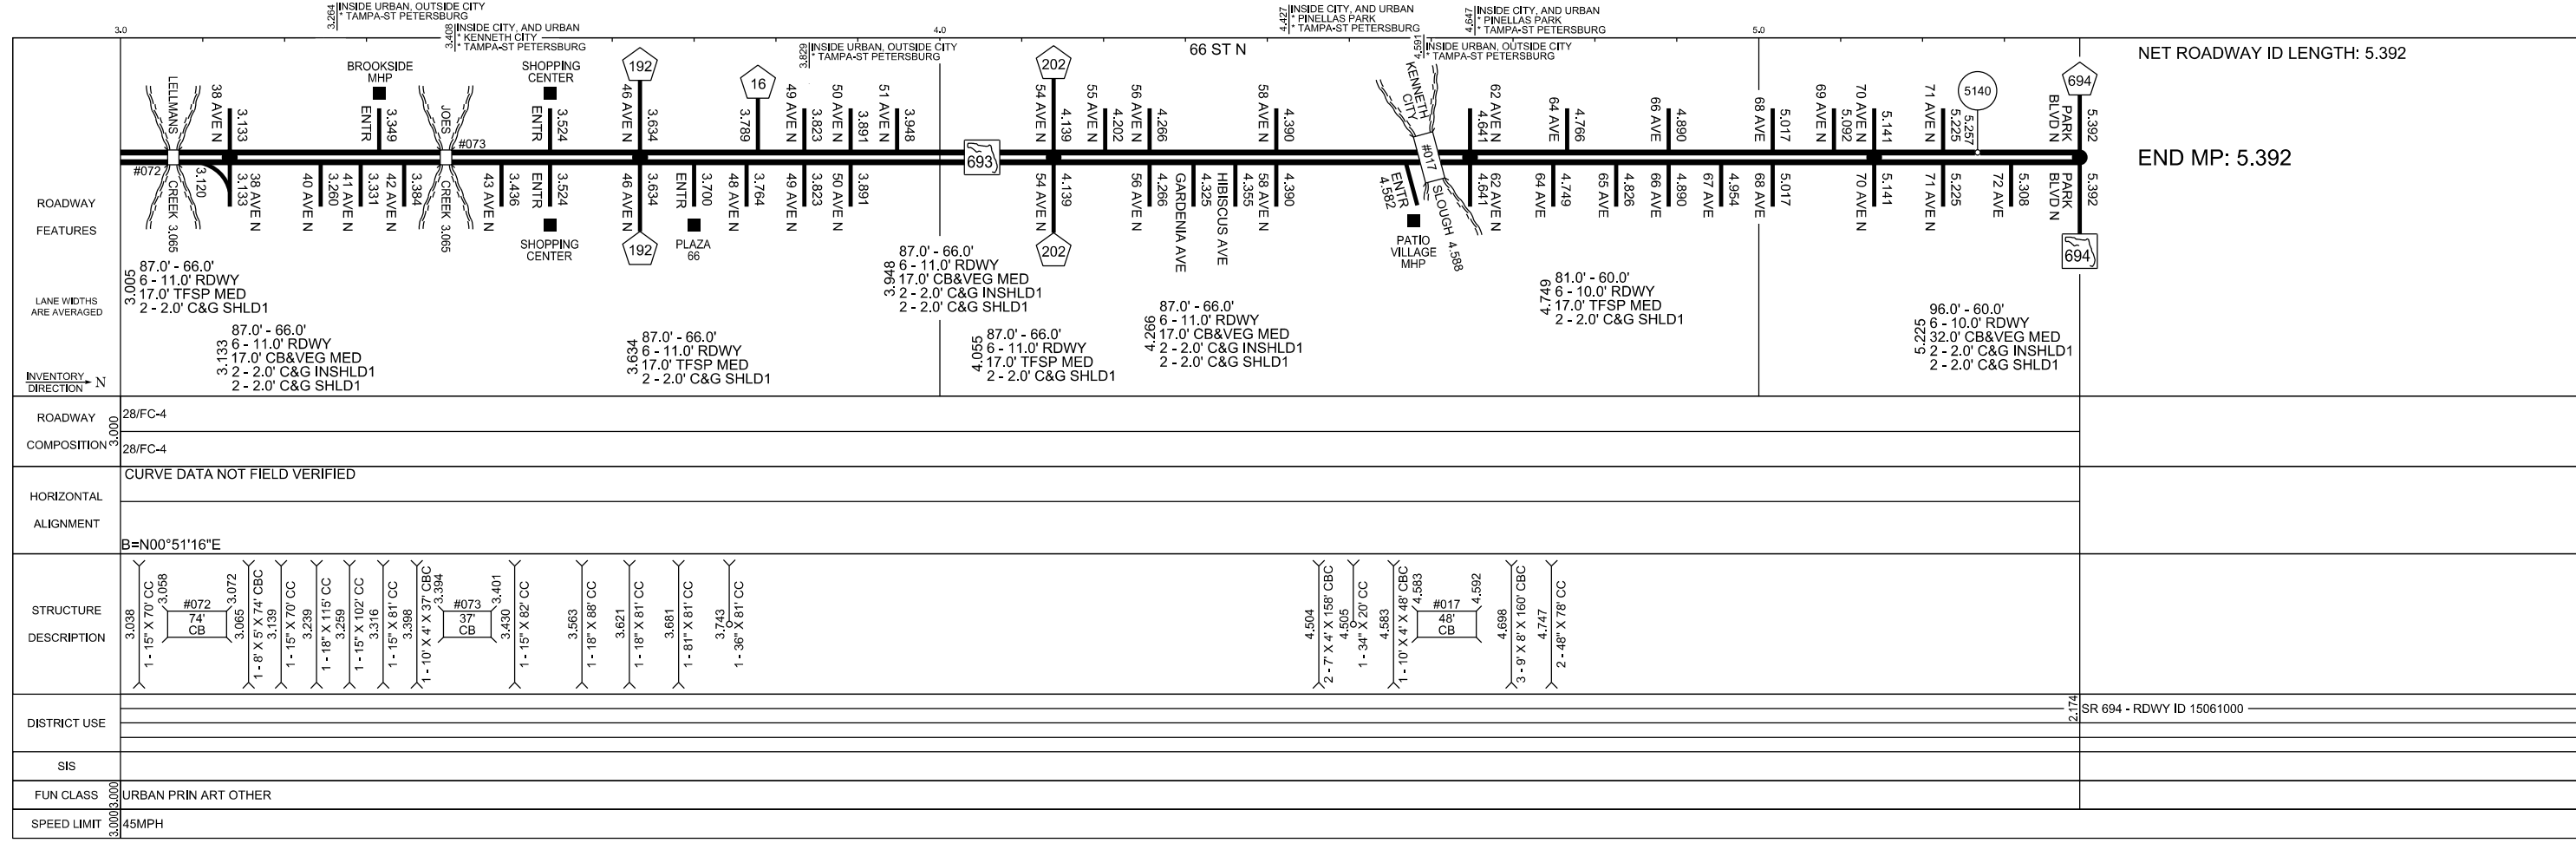 3.0
3.264
INSIDE URBAN, OUTSIDE CITY
* TAMPA-ST PETERSBURG
3.408
INSIDE CITY, AND URBAN
* KENNETH CITY
* TAMPA-ST PETERSBURG
3.829
INSIDE URBAN, OUTSIDE CITY
* TAMPA-ST PETERSBURG
4.0
4.427
INSIDE CITY, AND URBAN
* PINELLAS PARK
* TAMPA-ST PETERSBURG
4.591
INSIDE URBAN, OUTSIDE CITY
* TAMPA-ST PETERSBURG
4.647
INSIDE CITY, AND URBAN
* PINELLAS PARK
* TAMPA-ST PETERSBURG
5.0
66 ST N
NET ROADWAY ID LENGTH: 5.392
END MP: 5.392
ROADWAY
FEATURES
LANE WIDTHS
ARE AVERAGED
INVENTORY
DIRECTION
N
LELLMANS
38 AVE N
3.133
BROOKSIDE
MHP
ENTR
3.349
JOES
#073
SHOPPING
CENTER
ENTR
3.524
192
46 AVE N
3.634
16
3.789
49 AVE N
3.823
50 AVE N
3.891
51 AVE N
3.948
693
202
54 AVE N
4.139
55 AVE N
4.202
56 AVE N
4.266
58 AVE N
4.390
KENNETH
CITY
#017
62 AVE N
4.641
64 AVE
4.766
66 AVE
4.890
68 AVE
5.017
69 AVE N
5.092
70 AVE N
5.141
71 AVE N
5.225
5140
5.257
694
PARK
BLVD N
5.392
#072
CREEK 3.065
3.120
3.133
38 AVE N
40 AVE N
3.260
41 AVE N
3.331
42 AVE N
3.384
CREEK 3.065
43 AVE N
3.436
ENTR
3.524
SHOPPING
CENTER
46 AVE N
3.634
192
ENTR
3.700
PLAZA
66
48 AVE N
3.764
49 AVE N
3.823
50 AVE N
3.891
54 AVE N
4.139
202
56 AVE N
4.266
GARDENIA AVE
4.325
HIBISCUS AVE
4.355
58 AVE N
4.390
ENTR
4.582
PATIO
VILLAGE
MHP
SLOUGH 4.588
4.641
62 AVE N
64 AVE
4.749
65 AVE
4.826
66 AVE
4.890
67 AVE
4.954
68 AVE
5.017
70 AVE N
5.141
71 AVE N
5.225
72 AVE
5.308
PARK
BLVD N
5.392
694
3.005
87.0' - 66.0'
6 - 11.0' RDWY
17.0' TFSP MED
2 - 2.0' C&G SHLD1
3.133
87.0' - 66.0'
6 - 11.0' RDWY
17.0' CB&VEG MED
2 - 2.0' C&G INSHLD1
2 - 2.0' C&G SHLD1
3.634
87.0' - 66.0'
6 - 11.0' RDWY
17.0' TFSP MED
2 - 2.0' C&G SHLD1
3.948
87.0' - 66.0'
6 - 11.0' RDWY
17.0' CB&VEG MED
2 - 2.0' C&G INSHLD1
2 - 2.0' C&G SHLD1
4.055
87.0' - 66.0'
6 - 11.0' RDWY
17.0' TFSP MED
2 - 2.0' C&G SHLD1
4.266
87.0' - 66.0'
6 - 11.0' RDWY
17.0' CB&VEG MED
2 - 2.0' C&G INSHLD1
2 - 2.0' C&G SHLD1
4.749
81.0' - 60.0'
6 - 10.0' RDWY
17.0' TFSP MED
2 - 2.0' C&G SHLD1
5.225
96.0' - 60.0'
6 - 10.0' RDWY
32.0' CB&VEG MED
2 - 2.0' C&G INSHLD1
2 - 2.0' C&G SHLD1
ROADWAY
COMPOSITION
3.000
28/FC-4
28/FC-4
HORIZONTAL
ALIGNMENT
CURVE DATA NOT FIELD VERIFIED
B=N00°51'16"E
STRUCTURE
DESCRIPTION
3.038
1 - 15" X 70' CC
3.058
#072
74'
CB
3.072
3.065
1 - 8' X 5' X 74' CBC
3.139
1 - 15" X 70' CC
3.239
1 - 18" X 115' CC
3.259
1 - 15" X 102' CC
3.316
1 - 15" X 81' CC
3.398
1 - 10' X 4' X 37' CBC
3.394
#073
37'
CB
3.401
3.430
1 - 15" X 82' CC
3.563
1 - 18" X 88' CC
3.621
1 - 18" X 81' CC
3.681
1 - 81" X 81' CC
3.743
1 - 36" X 81' CC
4.504
2 - 7' X 4' X 158' CBC
4.505
1 - 34" X 20' CC
4.583
1 - 10' X 4' X 48' CBC
4.583
#017
48'
CB
4.592
4.698
3 - 9' X 8' X 160' CBC
4.747
2 - 48" X 78' CC
DISTRICT USE
2.174
SR 694 - RDWY ID 15061000
SIS
FUN CLASS
3.000
URBAN PRIN ART OTHER
SPEED LIMIT
3.000
45MPH